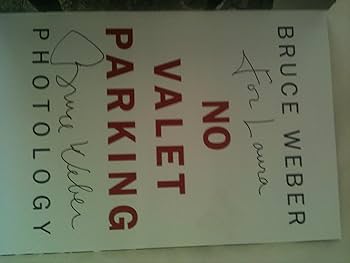 BRUCE WEBER
For Laura
NO
VALET
PARKING
Bruce Weber
PHOTOLOGY